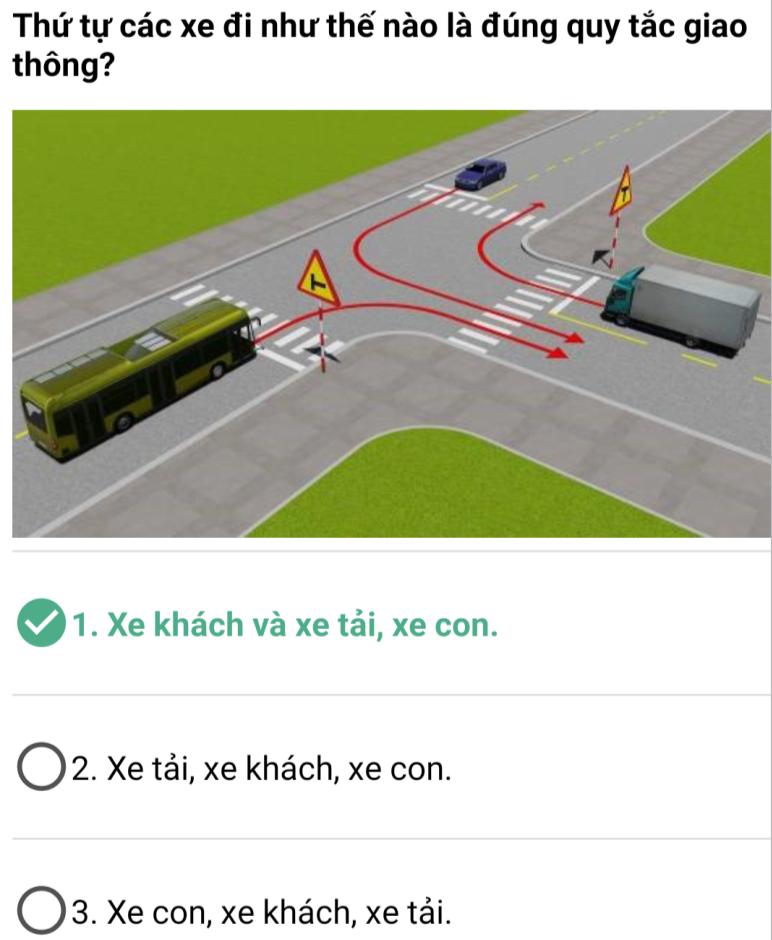 Thứ tự các xe đi như thế nào là đúng quy tắc giao
thông?
1. Xe khách và xe tải, xe con.
2. Xe tải, xe khách, xe con.
3. Xe con, xe khách, xe tải.